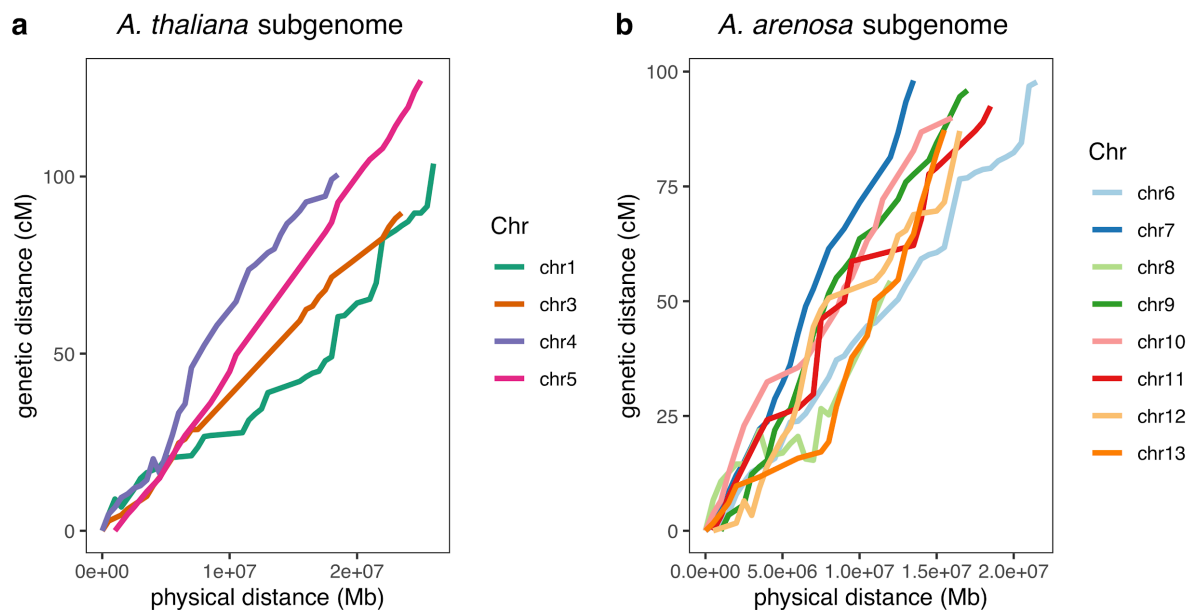 a
A. thaliana subgenome
genetic distance (cM)
100
50
0
0e+00 1e+07 2e+07
physical distance (Mb)
Chr
chr1
chr3
chr4
chr5
b
A. arenosa subgenome
genetic distance (cM)
100
75
50
25
0
0.0e+00 5.0e+06 1.0e+07 1.5e+07 2.0e+07
physical distance (Mb)
Chr
chr6
chr7
chr8
chr9
chr10
chr11
chr12
chr13